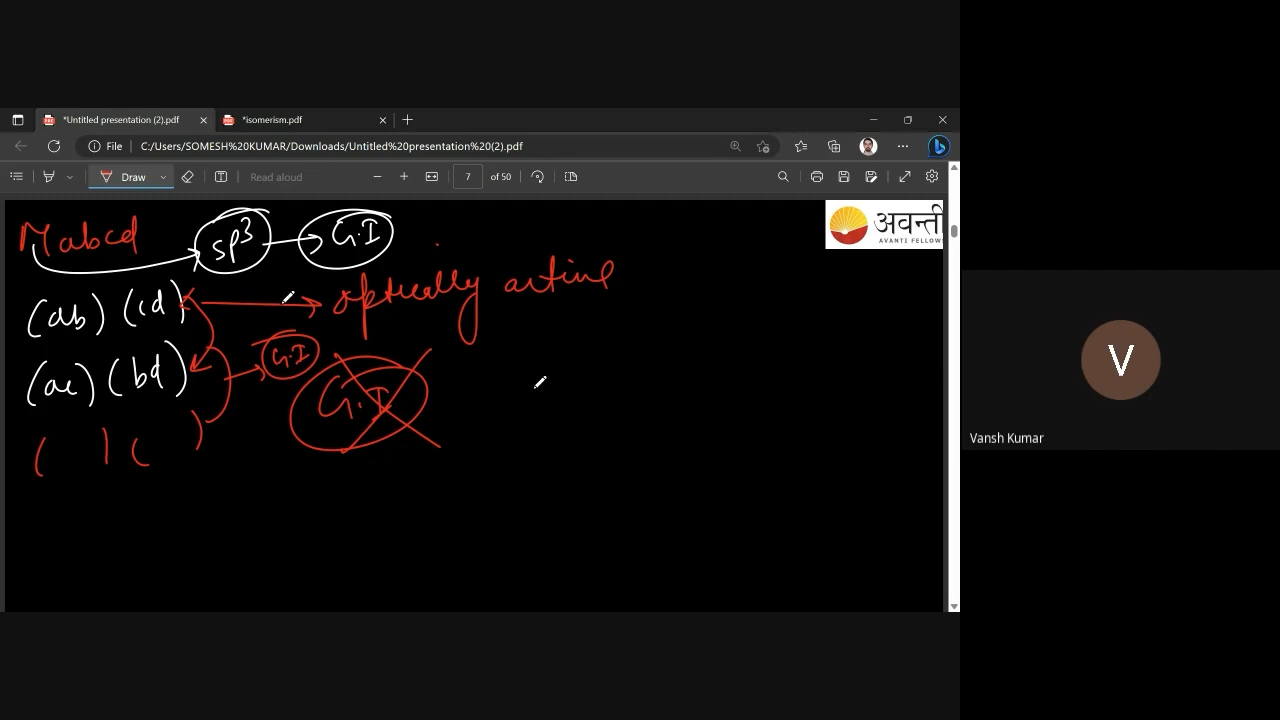 *Untitled presentation (2).pdf
*isomerism.pdf
File
C:/Users/SOMESH%20KUMAR/Downloads/Untitled%20presentation%20(2).pdf
Draw
Read aloud
7 of 50
Mabcd sp³ G.I
अवन्ती
AVANTI FELLOWS
(ab) (cd) optically active
(ac) (bd) G.I
G.I
( ) ( )
V
Vansh Kumar